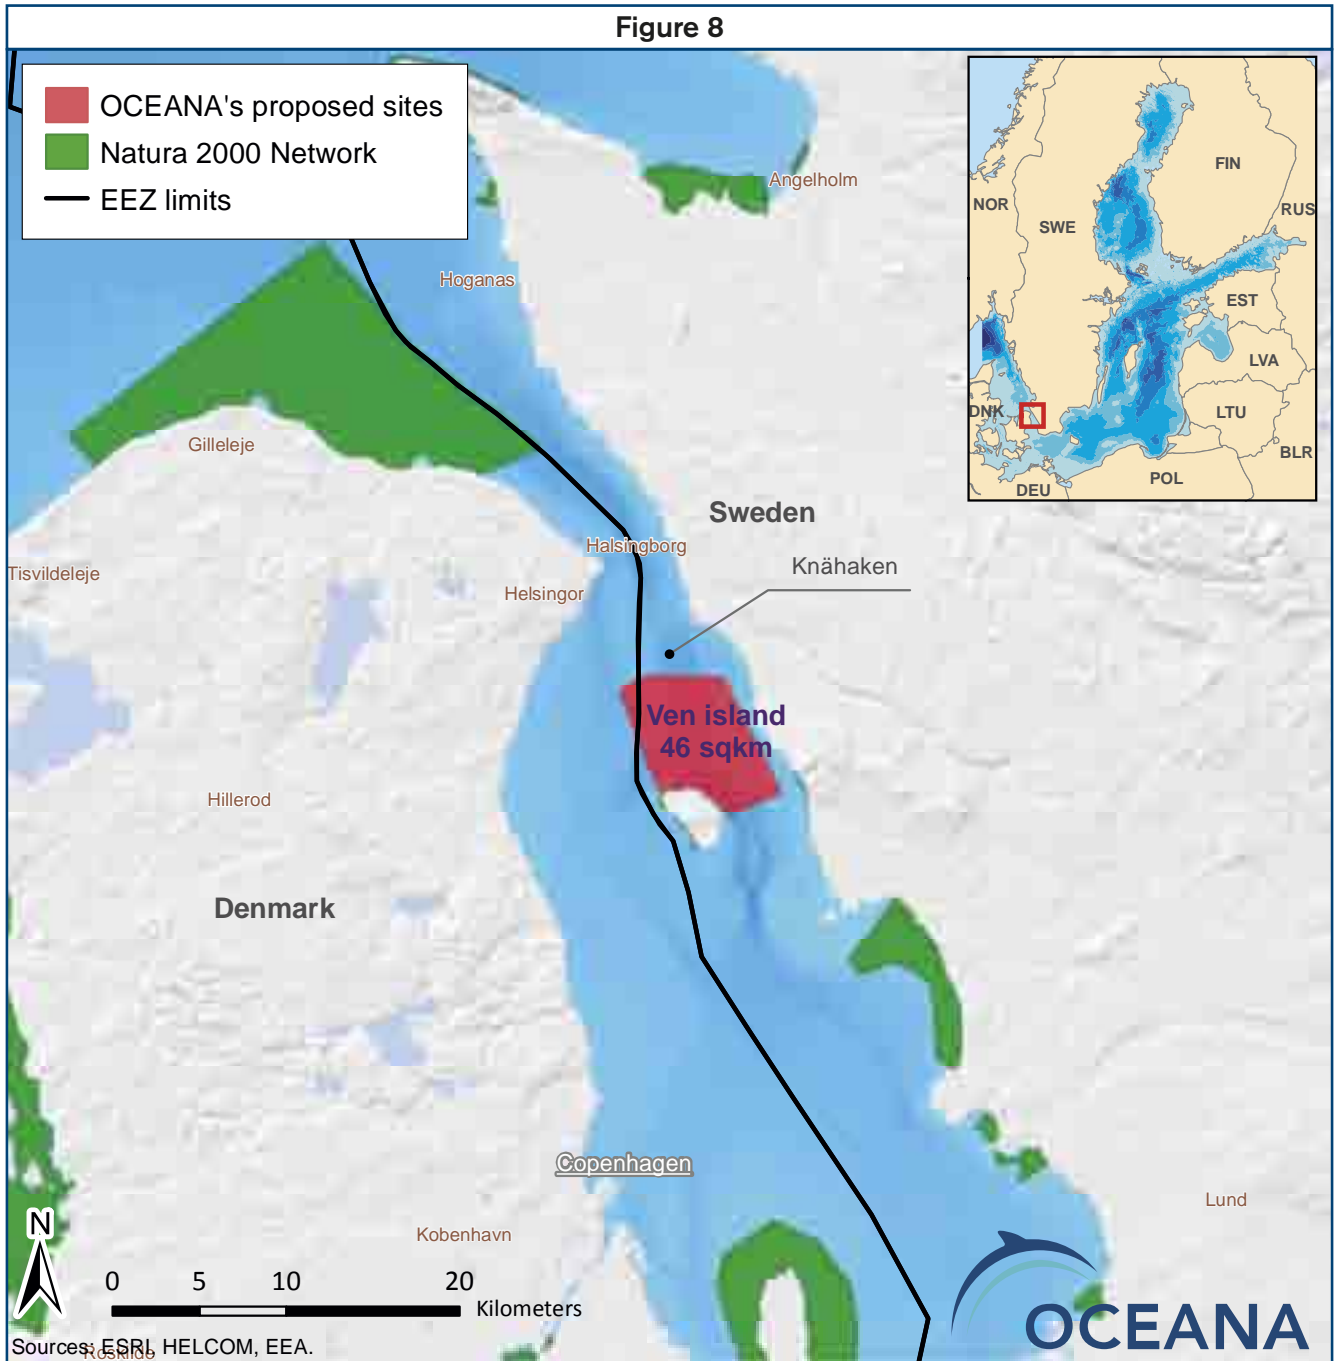 Figure 8
OCEANA's proposed sites
Natura 2000 Network
EEZ limits
FIN
NOR
RUS
SWE
EST
LVA
DNK
LTU
BLR
POL
DEU
Angelholm
Hoganas
Gilleleje
Sweden
Halsingborg
Knähaken
Tisvildeleje
Helsingor
Ven island
46 sqkm
Hillerod
Denmark
Copenhagen
Lund
Kobenhavn
N
0 5 10 20
Kilometers
OCEANA
Sources: ESRI, HELCOM, EEA.
Roskilde